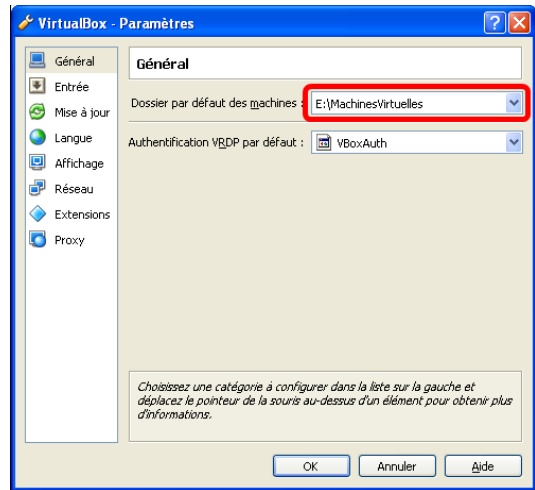 VirtualBox - Paramètres
Général
Entrée
Mise à jour
Langue
Affichage
Réseau
Extensions
Proxy
Général
Dossier par défaut des machines : E:\MachinesVirtuelles
Authentification VRDP par défaut : VBoxAuth
Choisissez une catégorie à configurer dans la liste sur la gauche et
déplacez le pointeur de la souris au-dessus d'un élément pour obtenir plus
d'informations.
OK Annuler Aide